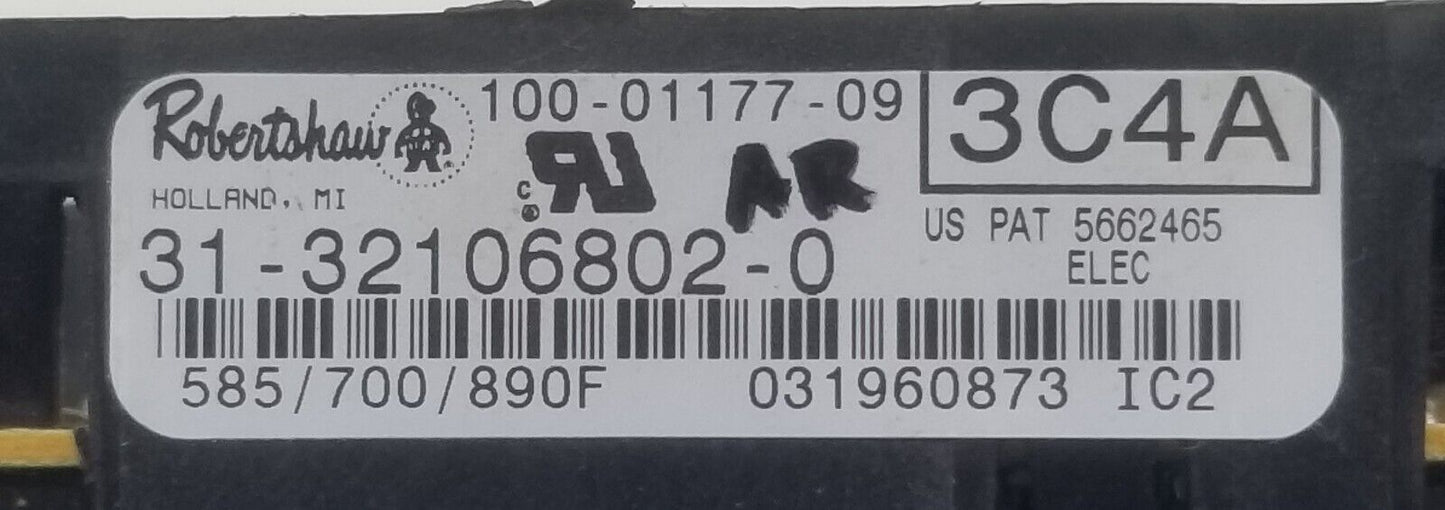 Robertshaw 100-01177-09 3C4A
HOLLAND, MI
AR
US PAT 5662465
31-32106802-0
ELEC
585/700/890F 031960873 IC2